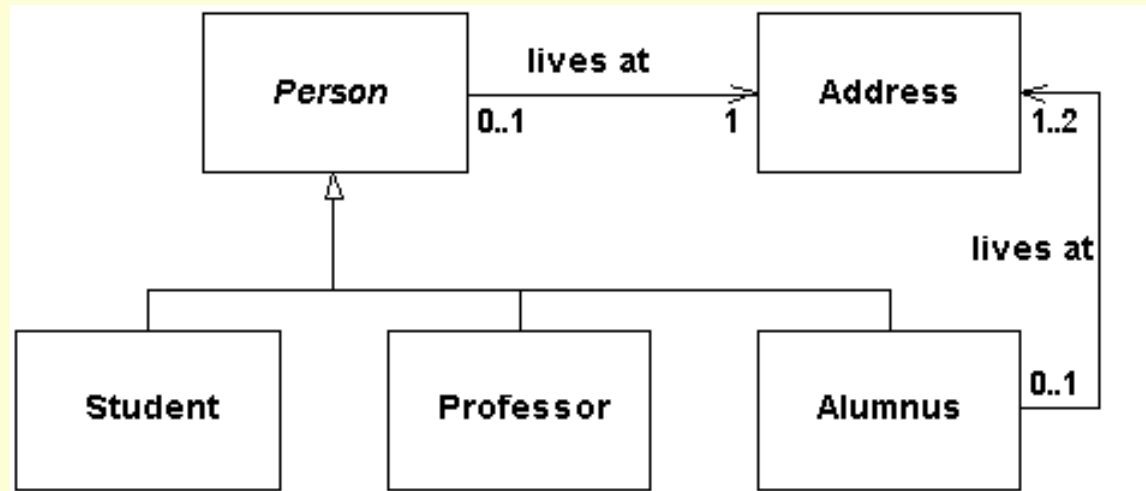 lives at
Person
Address
0..1
1
1..2
lives at
0..1
Student
Professor
Alumnus